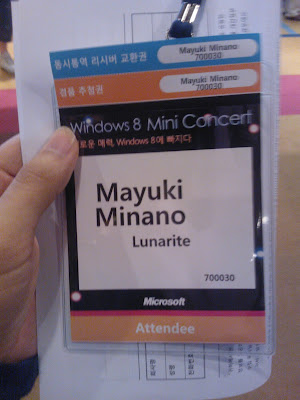 동시통역 리시버 교환권
Mayuki Minano
700030
경품 추첨권
Mayuki Minano
700030
Windows 8 Mini Concert
로운 매력, Windows 8에 빠지다
Mayuki
Minano
Lunarite
700030
Microsoft
Attendee